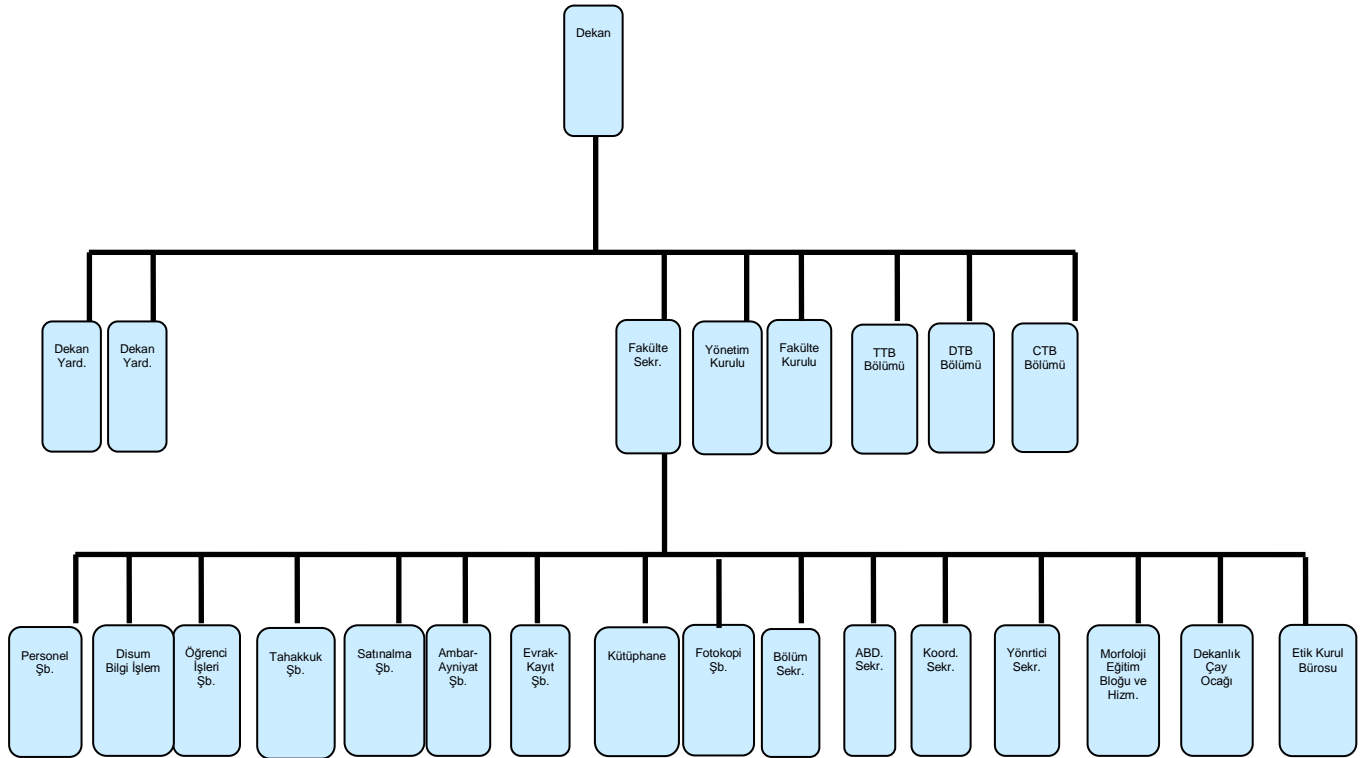 Dekan
Dekan
Yard.
Dekan
Yard.
Fakülte
Sekr.
Yönetim
Kurulu
Fakülte
Kurulu
TTB
Bölümü
DTB
Bölümü
CTB
Bölümü
Personel
Şb.
Disum
Bilgi İşlem
Öğrenci
İşleri
Şb.
Tahakkuk
Şb.
Satınalma
Şb.
Ambar-
Ayniyat
Şb.
Evrak-
Kayıt
Şb.
Kütüphane
Fotokopi
Şb.
Bölüm
Sekr.
ABD.
Sekr.
Koord.
Sekr.
Yönrtici
Sekr.
Morfoloji
Eğitim
Bloğu ve
Hizm.
Dekanlık
Çay
Ocağı
Etik Kurul
Bürosu